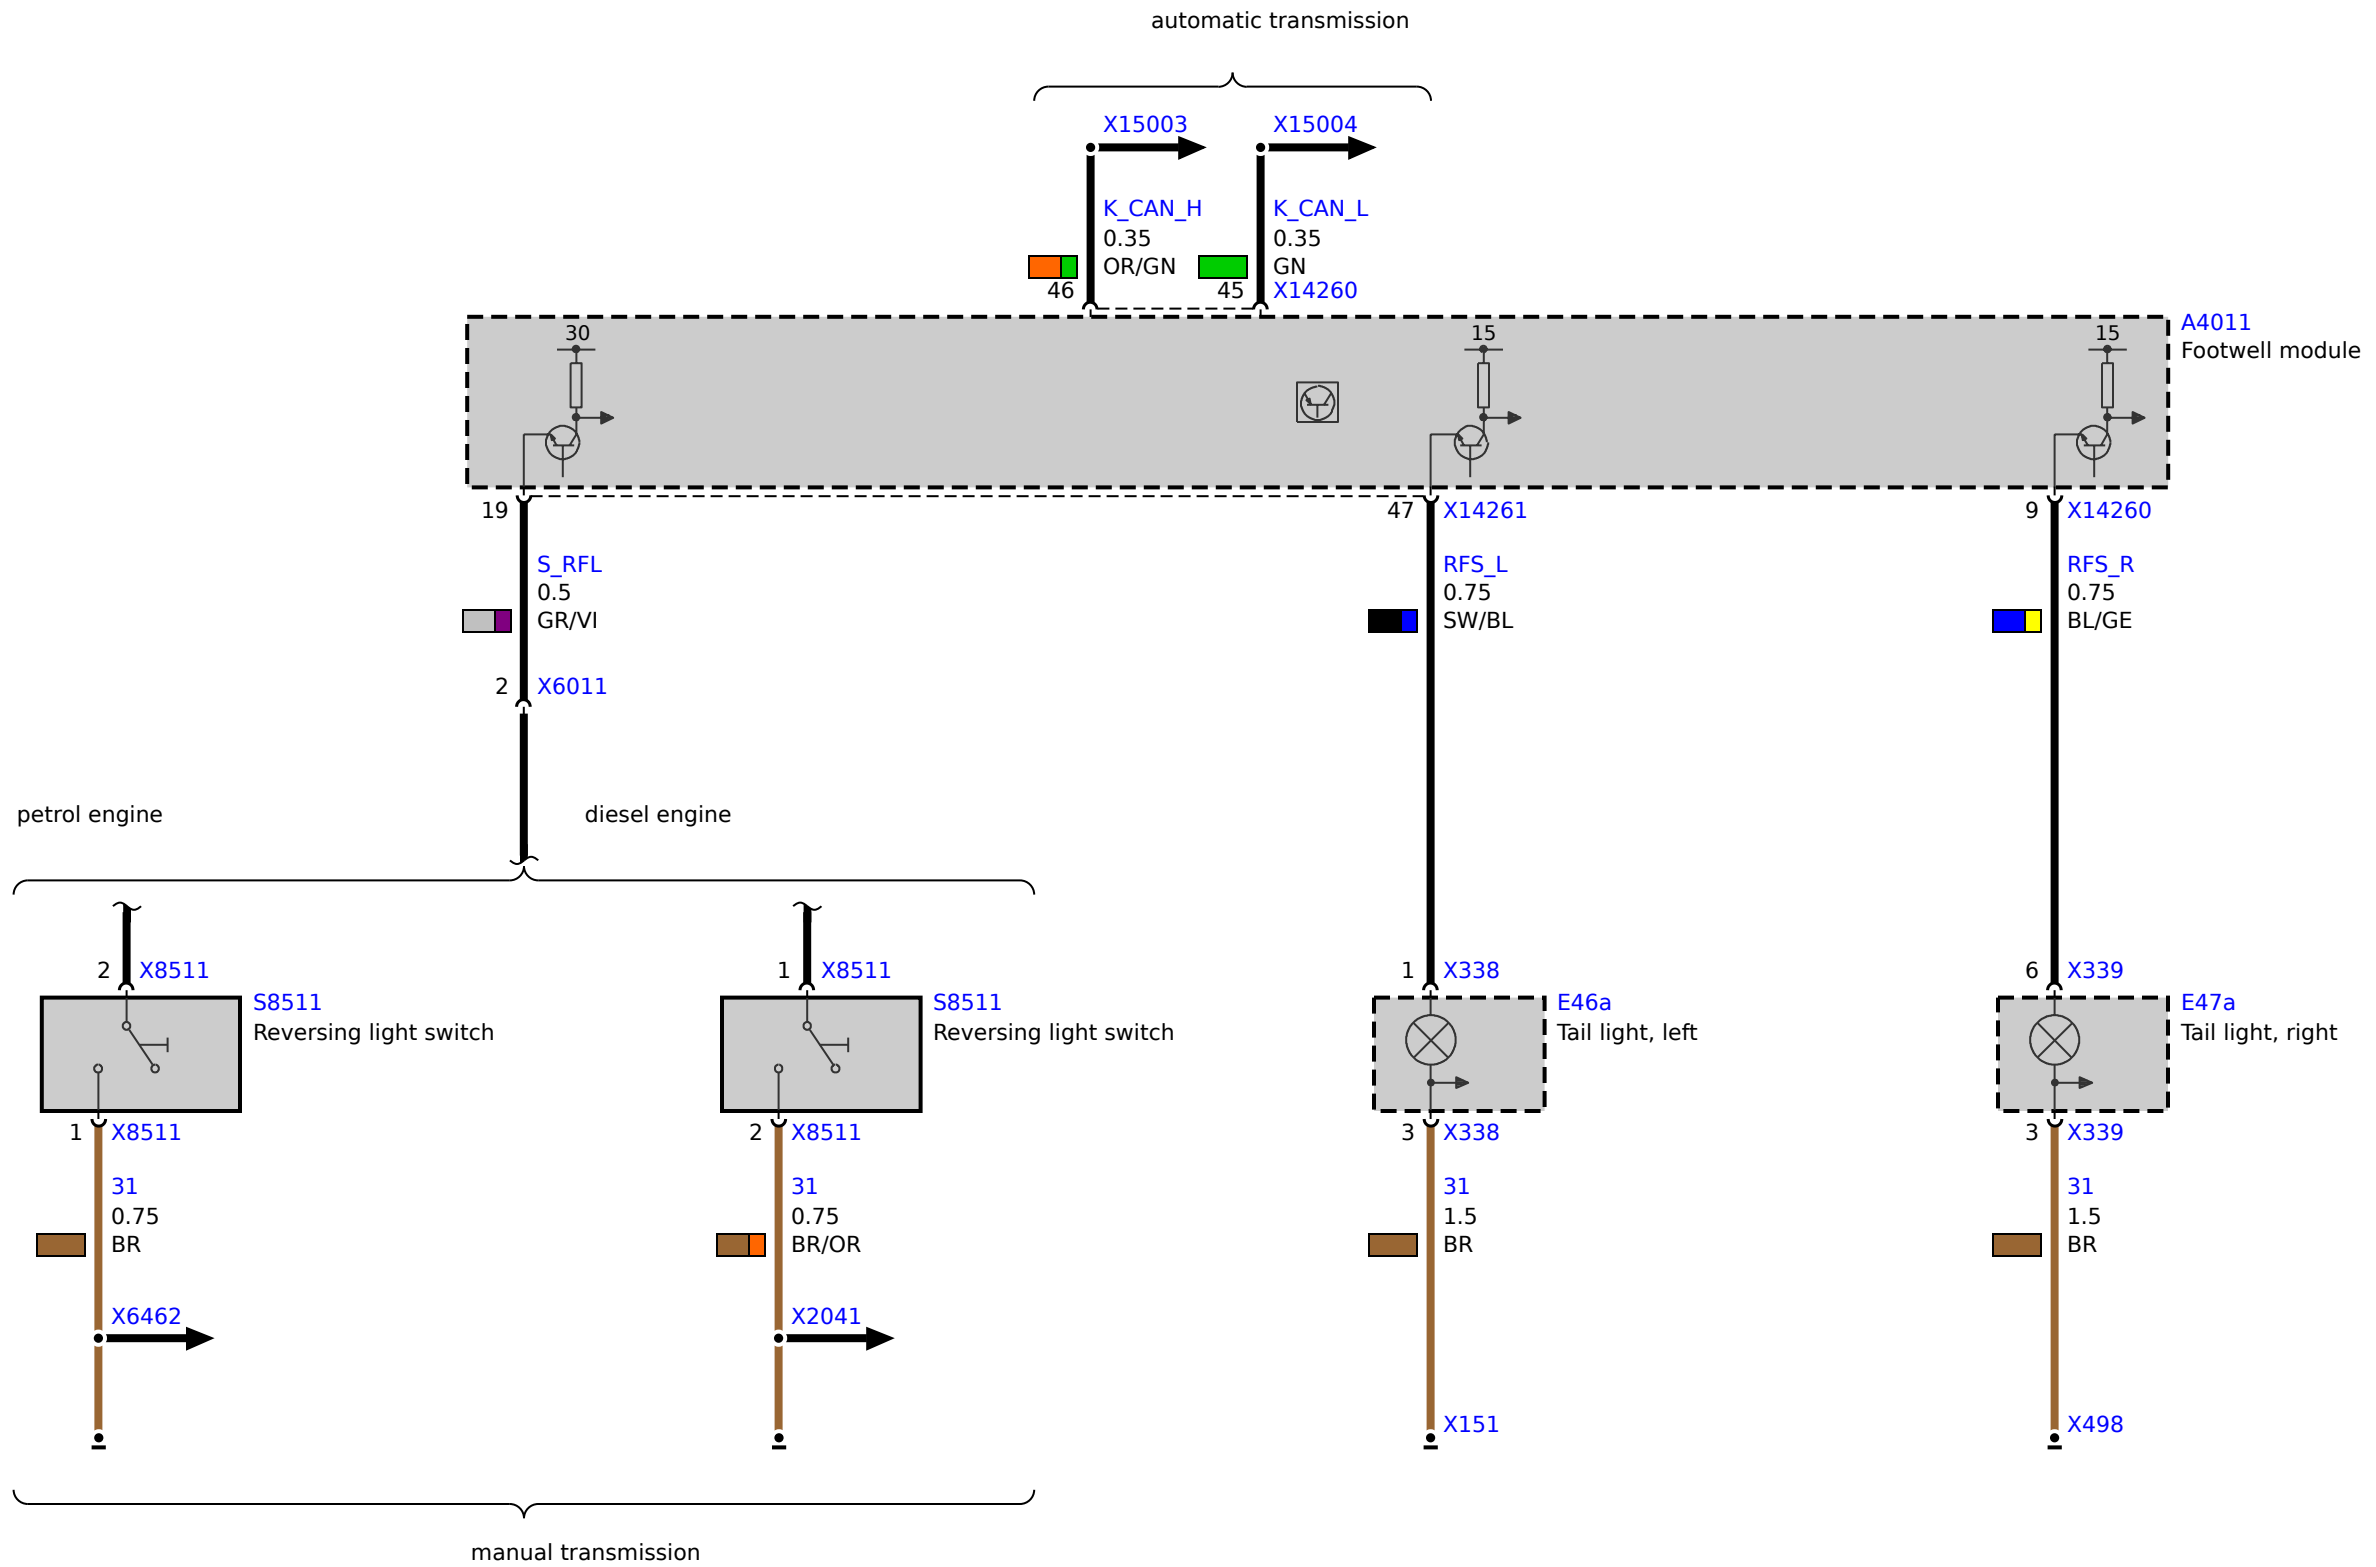 automatic transmission
X15003
X15004
K_CAN_H
0.35
OR/GN
46
K_CAN_L
0.35
GN
45 X14260
A4011
Footwell module
30
15
15
19
47 X14261
9 X14260
S_RFL
0.5
GR/VI
RFS_L
0.75
SW/BL
RFS_R
0.75
BL/GE
2 X6011
petrol engine
diesel engine
2 X8511
1 X8511
1 X338
6 X339
S8511
Reversing light switch
S8511
Reversing light switch
E46a
Tail light, left
E47a
Tail light, right
1 X8511
2 X8511
3 X338
3 X339
31
0.75
BR
31
0.75
BR/OR
31
1.5
BR
31
1.5
BR
X6462
X2041
X151
X498
manual transmission